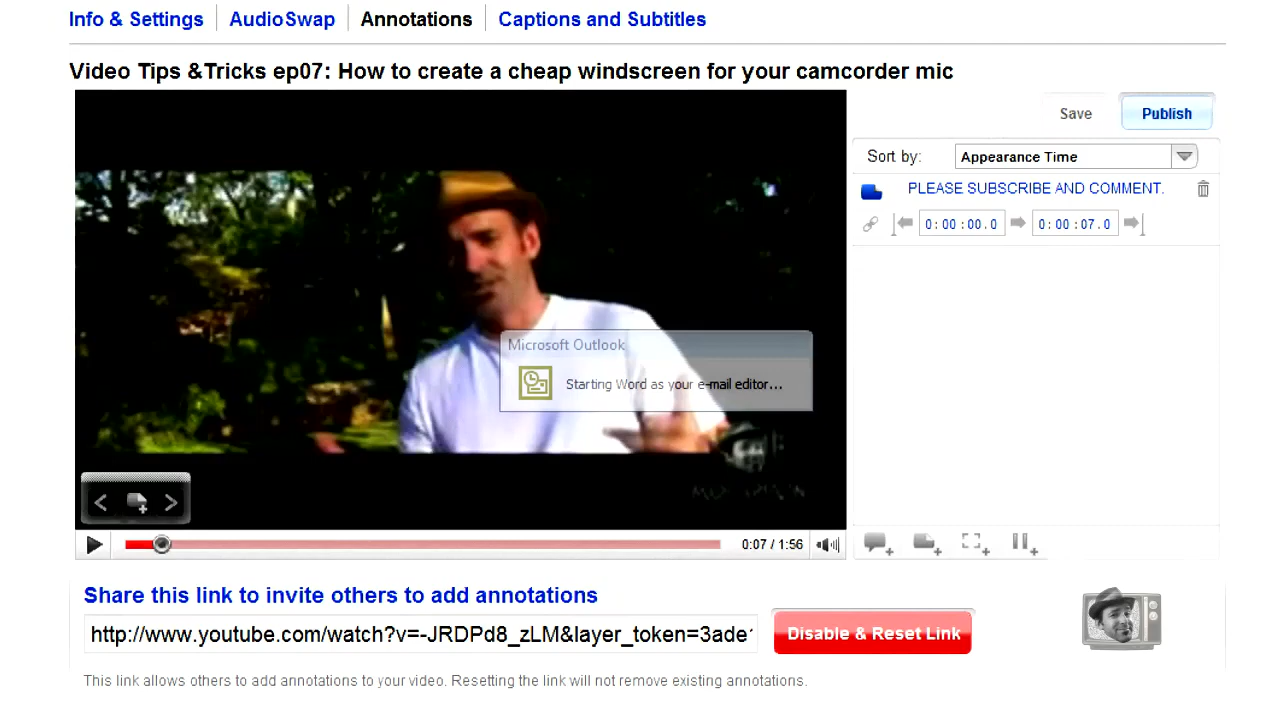 Info & Settings AudioSwap Annotations Captions and Subtitles
Video Tips &Tricks ep07: How to create a cheap windscreen for your camcorder mic
Save Publish
Sort by: Appearance Time
PLEASE SUBSCRIBE AND COMMENT.
0:00:00.0 0:00:07.0
Microsoft Outlook
Starting Word as your e-mail editor...
0:07 / 1:56
Share this link to invite others to add annotations
http://www.youtube.com/watch?v=-JRDPd8_zLM&layer_token=3ade
Disable & Reset Link
This link allows others to add annotations to your video. Resetting the link will not remove existing annotations.